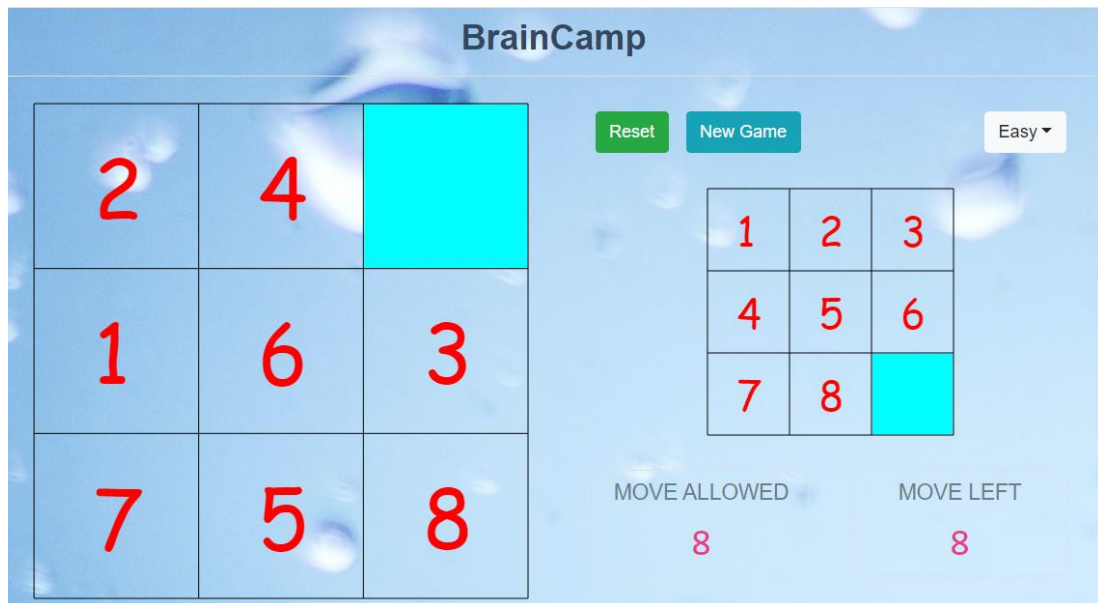 BrainCamp
Reset New Game Easy
2 4
1 6 3
7 5 8
1 2 3
4 5 6
7 8
MOVE ALLOWED MOVE LEFT
8 8